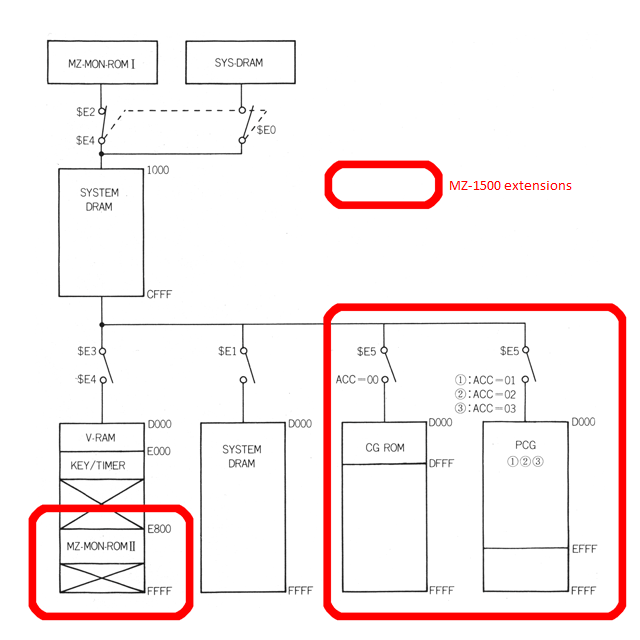 MZ-MON-ROM I
SYS-DRAM
$E2
$E4
$E0
1000
SYSTEM
DRAM
CFFF
MZ-1500 extensions
$E3
$E4
$E1
$E5
ACC=00
$E5
①:ACC=01
②:ACC=02
③:ACC=03
D000
V-RAM
E000
KEY/TIMER
E800
MZ-MON-ROM II
FFFF
D000
SYSTEM
DRAM
FFFF
D000
CG ROM
DFFF
FFFF
D000
PCG
①②③
EFFF
FFFF